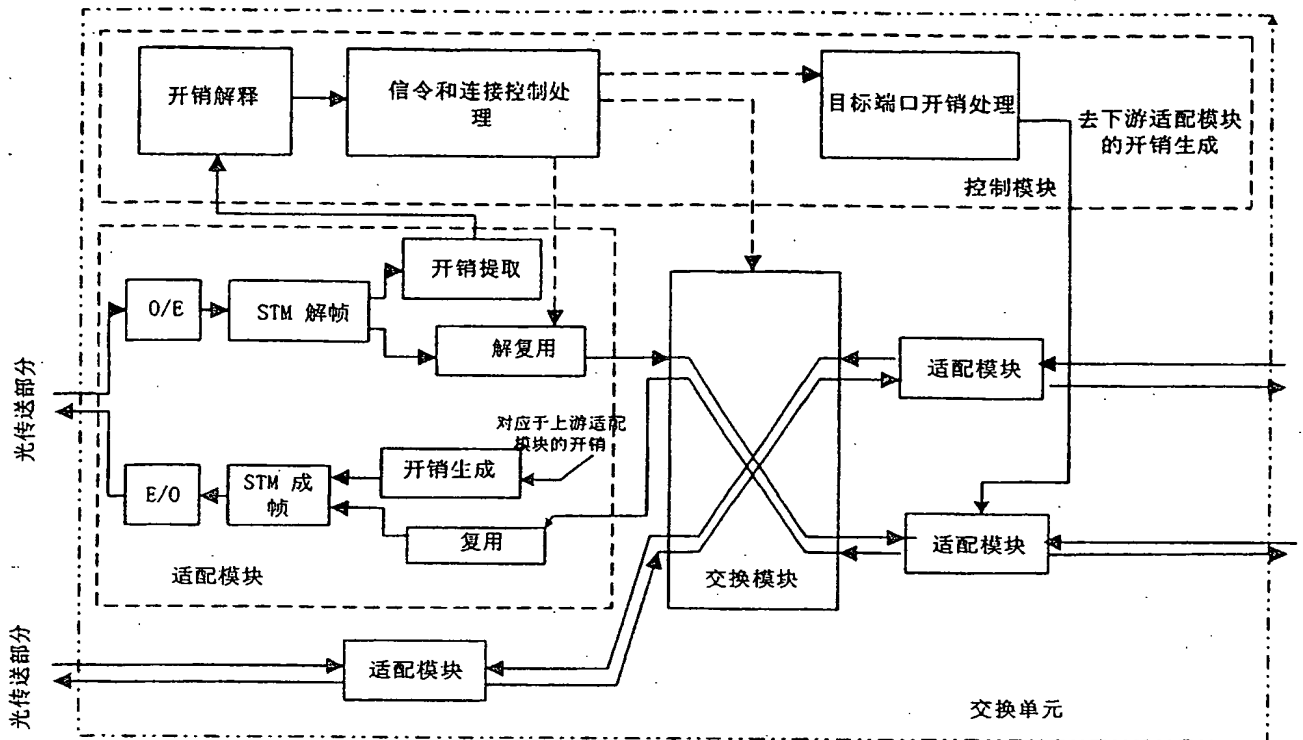 开销解释
信令和连接控制处
理
目标端口开销处理
去下游适配模块
的开销生成
控制模块
开销提取
O/E
STM 解帧
解复用
适配模块
光传送部分
对应于上游适配
模块的开销
开销生成
E/O
STM 成
帧
复用
适配模块
适配模块
交换模块
光传送部分
适配模块
交换单元